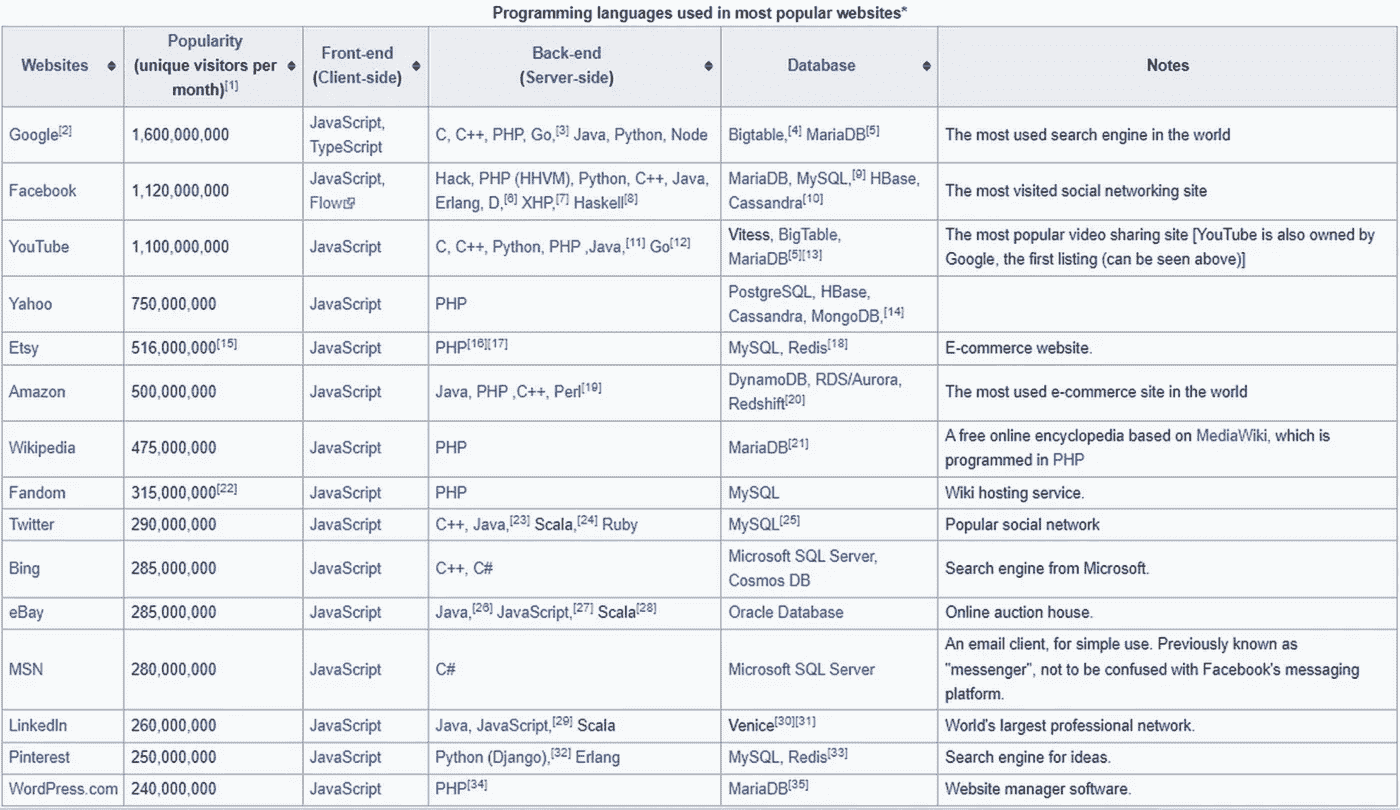 Programming languages used in most popular websites*
Websites
Popularity
(unique visitors per
month)[1]
Front-end
(Client-side)
Back-end
(Server-side)
Database
Notes
Google[2]
1,600,000,000
JavaScript,
TypeScript
C, C++, PHP, Go,[3] Java, Python, Node
Bigtable,[4] MariaDB[5]
The most used search engine in the world
Facebook
1,120,000,000
JavaScript,
Flow
Hack, PHP (HHVM), Python, C++, Java,
Erlang, D,[6] XHP,[7] Haskell[8]
MariaDB, MySQL,[9] HBase,
Cassandra[10]
The most visited social networking site
YouTube
1,100,000,000
JavaScript
C, C++, Python, PHP ,Java,[11] Go[12]
Vitess, BigTable,
MariaDB[5][13]
The most popular video sharing site [YouTube is also owned by
Google, the first listing (can be seen above)]
Yahoo
750,000,000
JavaScript
PHP
PostgreSQL, HBase,
Cassandra, MongoDB,[14]
Etsy
516,000,000[15]
JavaScript
PHP[16][17]
MySQL, Redis[18]
E-commerce website.
Amazon
500,000,000
JavaScript
Java, PHP ,C++, Perl[19]
DynamoDB, RDS/Aurora,
Redshift[20]
The most used e-commerce site in the world
Wikipedia
475,000,000
JavaScript
PHP
MariaDB[21]
A free online encyclopedia based on MediaWiki, which is
programmed in PHP
Fandom
315,000,000[22]
JavaScript
PHP
MySQL
Wiki hosting service.
Twitter
290,000,000
JavaScript
C++, Java,[23] Scala,[24] Ruby
MySQL[25]
Popular social network
Bing
285,000,000
JavaScript
C++, C#
Microsoft SQL Server,
Cosmos DB
Search engine from Microsoft.
eBay
285,000,000
JavaScript
Java,[26] JavaScript,[27] Scala[28]
Oracle Database
Online auction house.
MSN
280,000,000
JavaScript
C#
Microsoft SQL Server
An email client, for simple use. Previously known as
"messenger", not to be confused with Facebook's messaging
platform.
LinkedIn
260,000,000
JavaScript
Java, JavaScript,[29] Scala
Venice[30][31]
World's largest professional network.
Pinterest
250,000,000
JavaScript
Python (Django),[32] Erlang
MySQL, Redis[33]
Search engine for ideas.
WordPress.com
240,000,000
JavaScript
PHP[34]
MariaDB[35]
Website manager software.